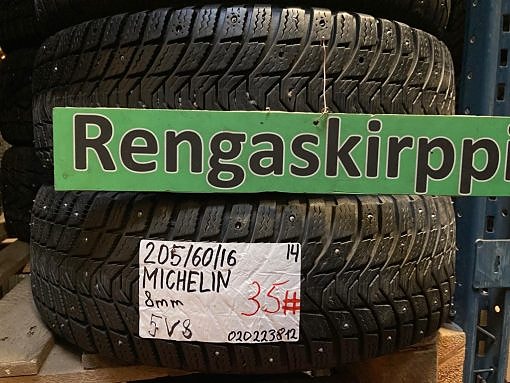 Rengaskirppi
205/60/16 14
MICHELIN
8mm 35#
5V8 020223812